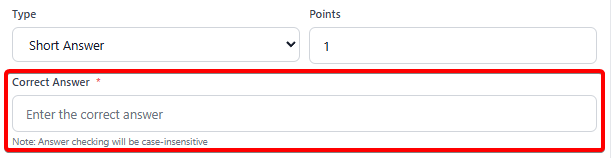 Type Points
Short Answer 1
Correct Answer *
Enter the correct answer
Note: Answer checking will be case-insensitive